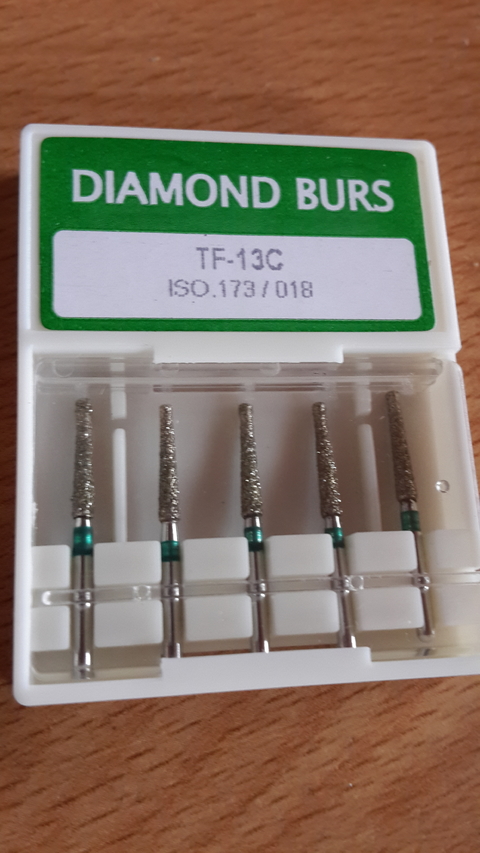 DIAMOND BURS
TF-13C
ISO.173 / 018